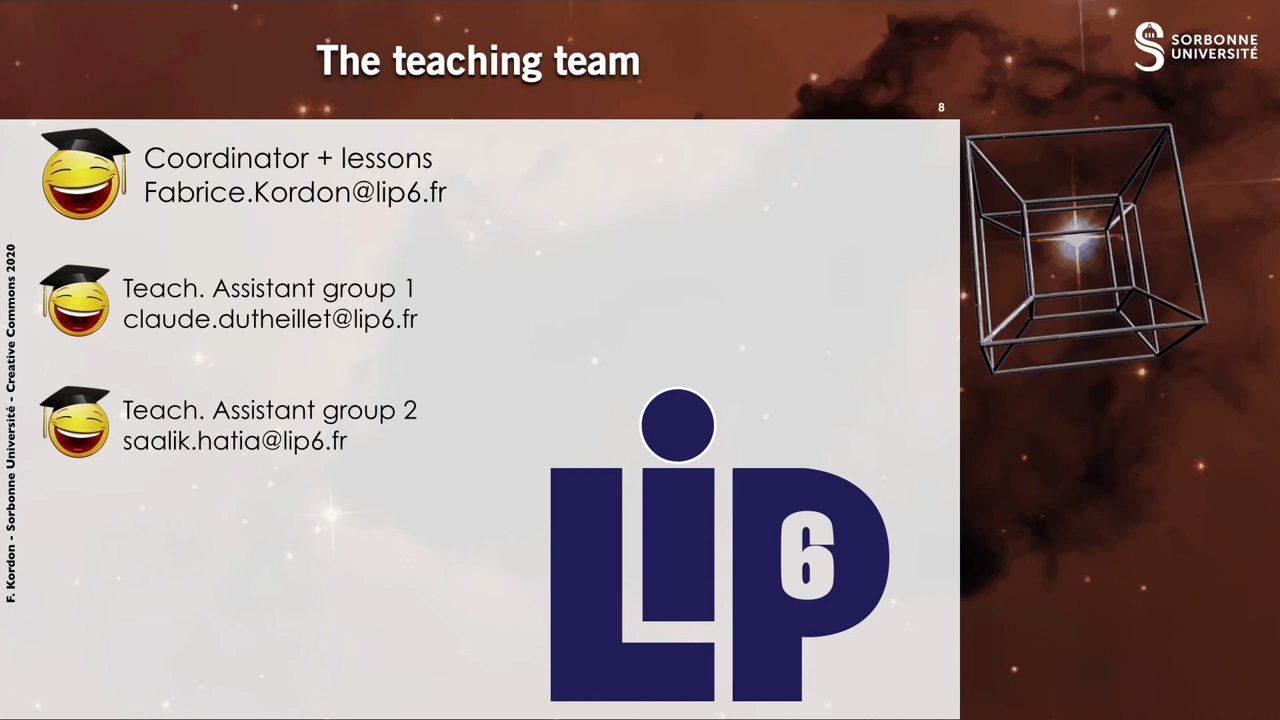 The teaching team
SORBONNE
UNIVERSITÉ
8
Coordinator + lessons
Fabrice.Kordon@lip6.fr
Teach. Assistant group 1
claude.dutheillet@lip6.fr
Teach. Assistant group 2
saalik.hatia@lip6.fr
LiP6
F. Kordon - Sorbonne Université - Creative Commons 2020